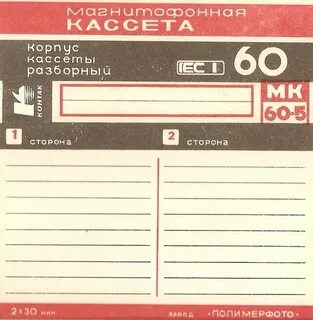 магнитофонная
КАССЕТА
корпус
кассеты
разборный
IEC I 60
КОНТАК
МК
60-5
1 СТОРОНА
2 СТОРОНА
2×30 МИН.
ЗАВОД «ПОЛИМЕРФОТО»